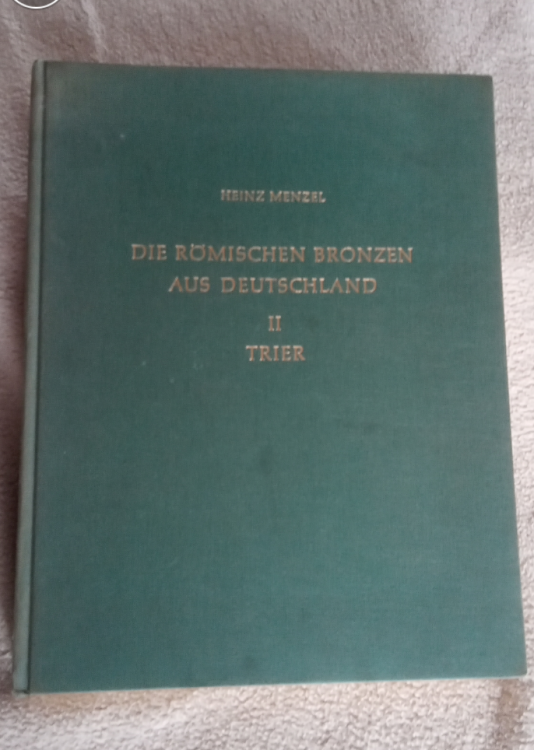 HEINZ MENZEL
DIE RÖMISCHEN BRONZEN
AUS DEUTSCHLAND
II
TRIER